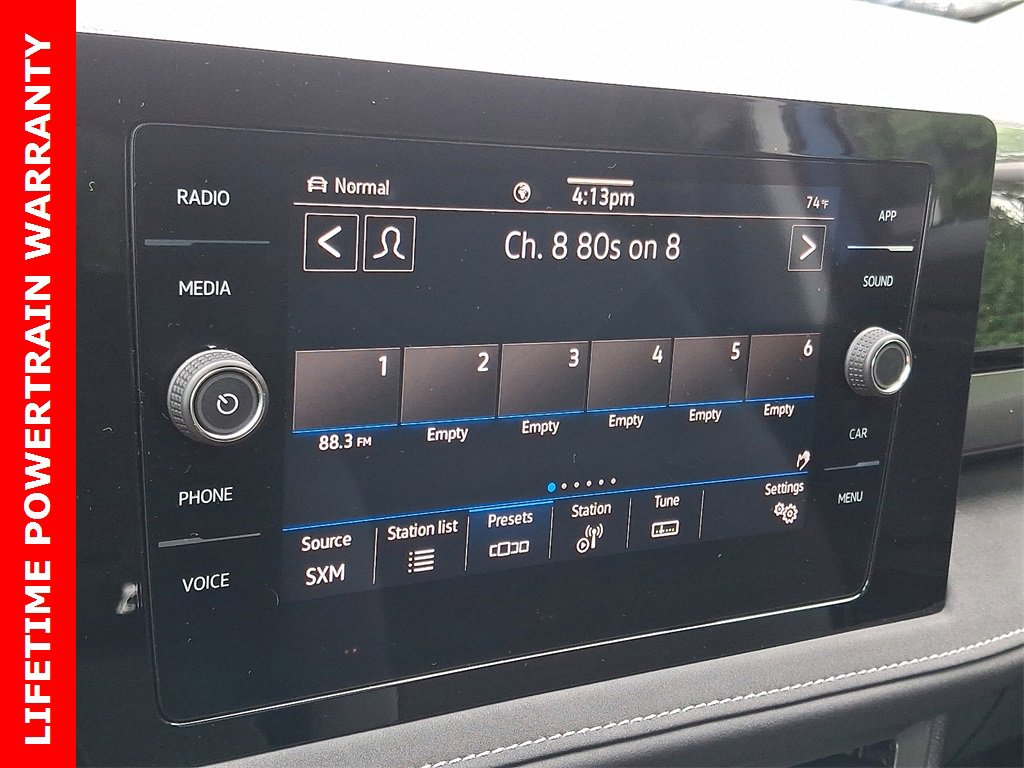 LIFETIME POWERTRAIN WARRANTY
RADIO
MEDIA
PHONE
VOICE
Normal
4:13pm
74°F
Ch. 8 80s on 8
1
2
3
4
5
6
88.3 FM
Empty
Empty
Empty
Empty
Empty
Source
SXM
Station list
Presets
Station
Tune
Settings
APP
SOUND
CAR
MENU